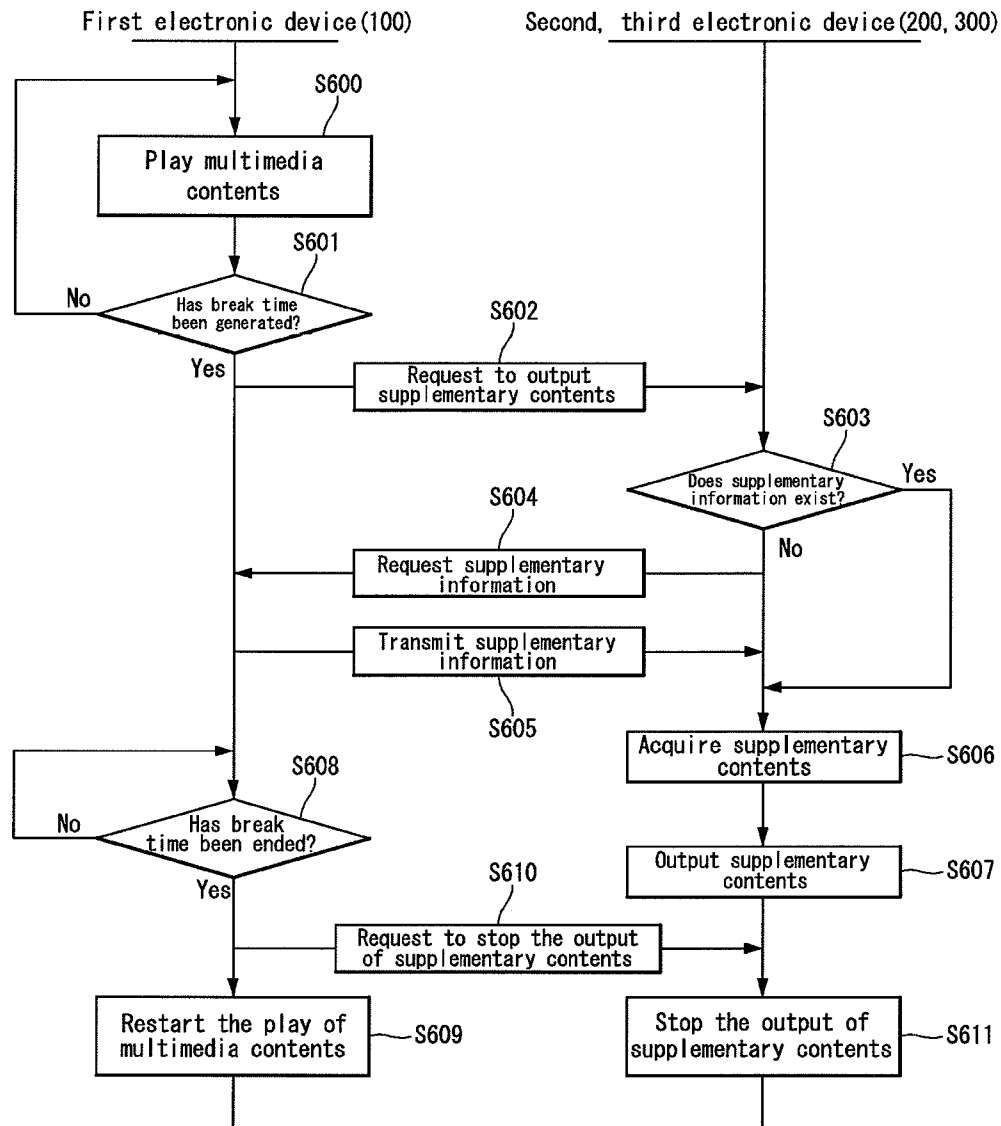 First electronic device(100)
Second, third electronic device(200,300)
S600
Play multimedia
contents
S601
Has break time
been generated?
No
Yes
S602
Request to output
supplementary contents
S603
Does supplementary
information exist?
Yes
No
S604
Request supplementary
information
Transmit supplementary
information
S605
Acquire supplementary
contents
S606
S608
Has break
time been ended?
No
Yes
Output supplementary
contents
S607
S610
Request to stop the output
of supplementary contents
Restart the play of
multimedia contents
S609
Stop the output of
supplementary contents
S611